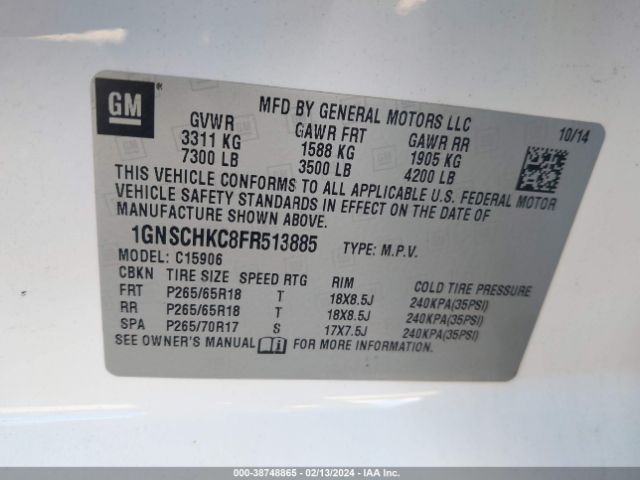 GM ®
MFD BY GENERAL MOTORS LLC
10/14
GVWR GAWR FRT GAWR RR
3311 KG 1588 KG 1905 KG
7300 LB 3500 LB 4200 LB
THIS VEHICLE CONFORMS TO ALL APPLICABLE U.S. FEDERAL MOTOR
VEHICLE SAFETY STANDARDS IN EFFECT ON THE DATE OF
MANUFACTURE SHOWN ABOVE.
1GNSCHKC8FR513885 TYPE: M.P.V.
MODEL: C15906
CBKN TIRE SIZE SPEED RTG RIM COLD TIRE PRESSURE
FRT P265/65R18 T 18X8.5J 240KPA(35PSI)
RR P265/65R18 T 18X8.5J 240KPA(35PSI)
SPA P265/70R17 S 17X7.5J 240KPA(35PSI)
SEE OWNER'S MANUAL FOR MORE INFORMATION.
000-38748865 - 02/13/2024 - IAAI.com